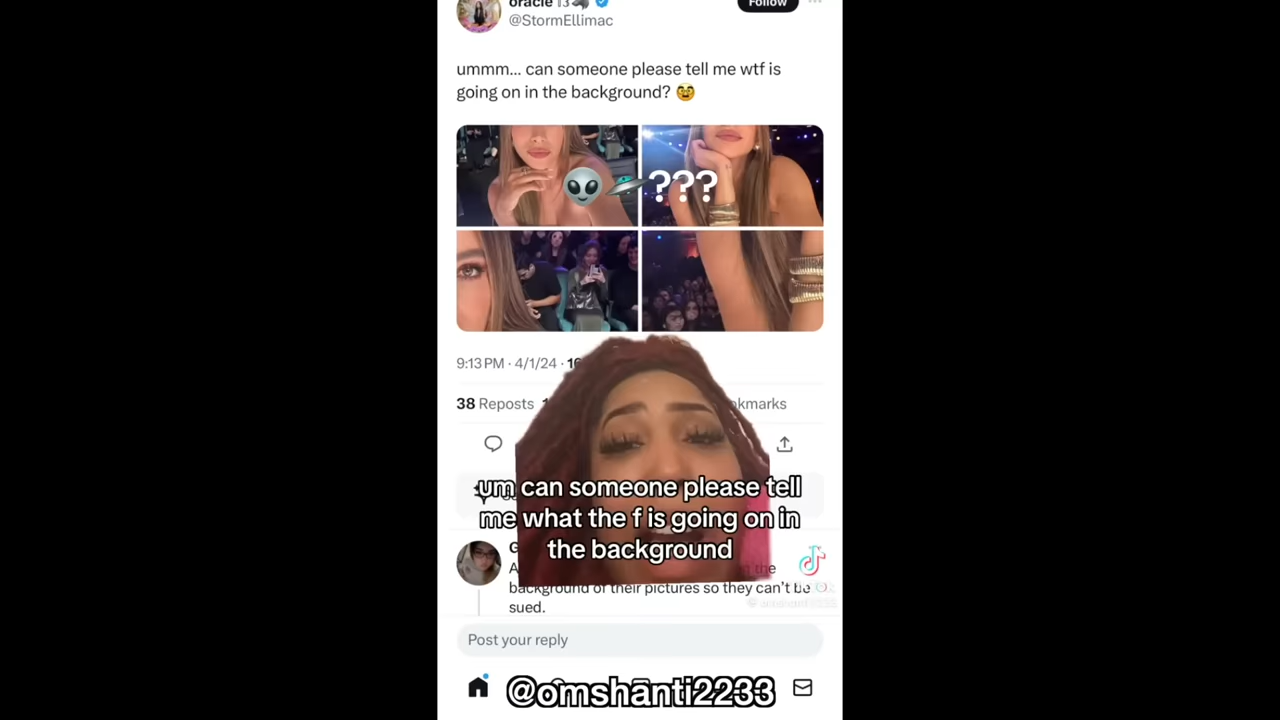 oracle
Follow
@StormEllimac
ummm... can someone please tell me wtf is
going on in the background? 🥸
👽🛸???
9:13 PM · 4/1/24 ·
38 Reposts
kmarks
um can someone please tell
me what the f is going on in
the background
the
background of their pictures so they can't be
sued.
Post your reply
@omshanti2233